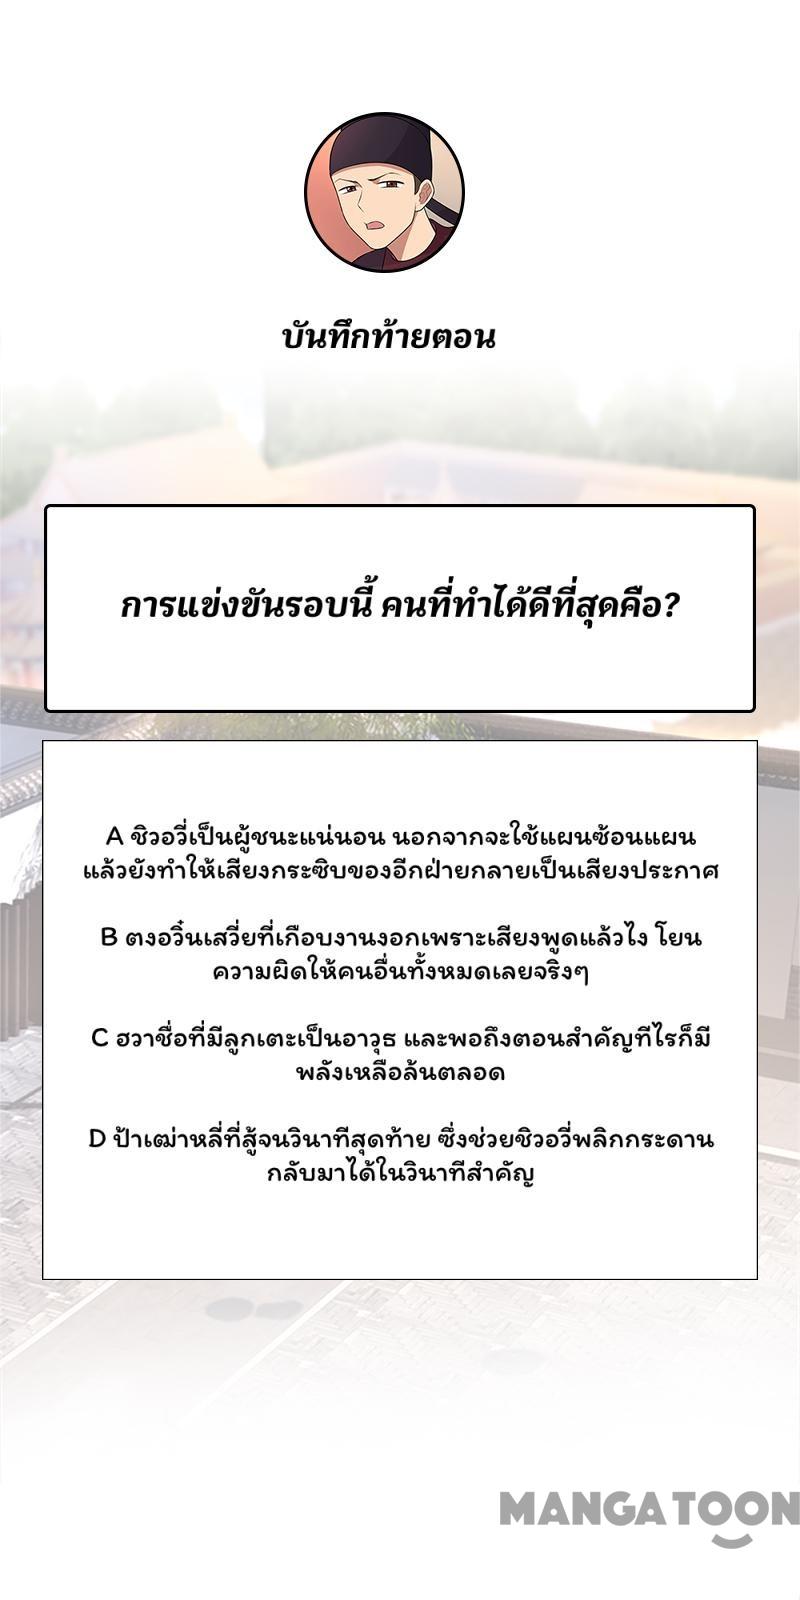 บันทึกท้ายตอน
การแข่งขันรอบนี้ คนที่ทำได้ดีที่สุดคือ?
A ชิวอวี่เป็นผู้ชนะแน่นอน นอกจากจะใช้แผนซ้อนแผน
แล้วยังทำให้เสียงกระซิบของอีกฝ่ายกลายเป็นเสียงประกาศ
B ตงอวิ๋นเสวี่ยที่เกือบงานงอกเพราะเสียงพูดแล้วไง โยน
ความผิดให้คนอื่นทั้งหมดเลยจริงๆ
C ฮวาชื่อที่มีลูกเตะเป็นอาวุธ และพอถึงตอนสำคัญทีไรก็มี
พลังเหลือล้นตลอด
D ป้าเฒ่าหลี่ที่สู้จนวินาทีสุดท้าย ซึ่งช่วยชิวอวี่พลิกกระดาน
กลับมาได้ในวินาทีสำคัญ
MANGATOON